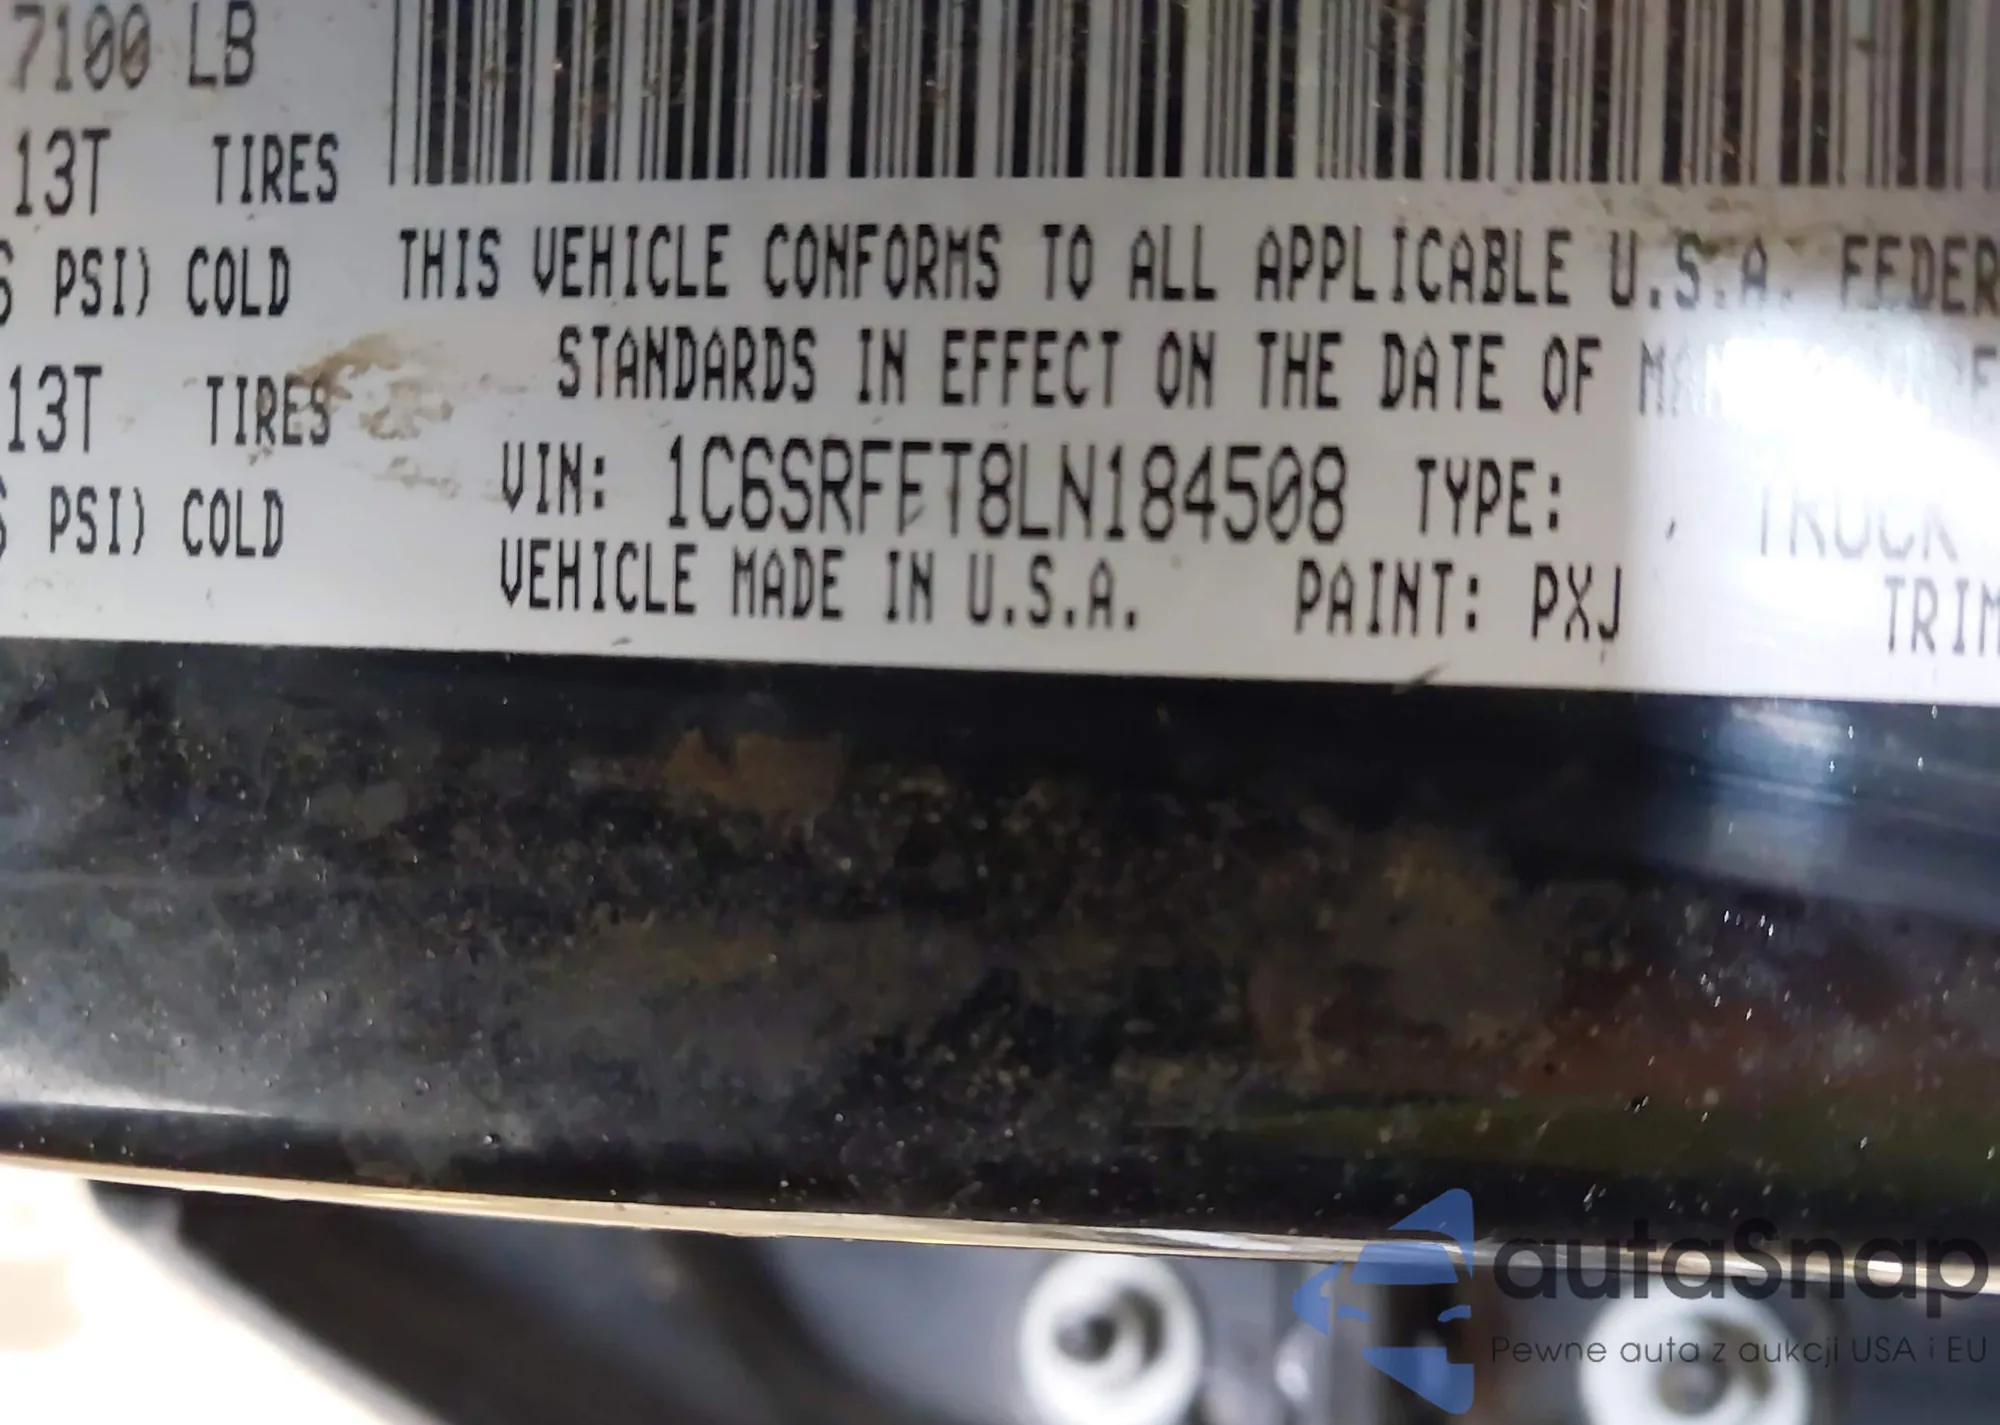 7100 LB
13T TIRES
PSI) COLD
13T TIRES
PSI) COLD
THIS VEHICLE CONFORMS TO ALL APPLICABLE U.S.A. FEDER
STANDARDS IN EFFECT ON THE DATE OF
VIN: 1C6SRFFT8LN184508 TYPE: TRUCK
VEHICLE MADE IN U.S.A. PAINT: PXJ TRIM
autaSnap
Pewne auta z aukcji USA i EU